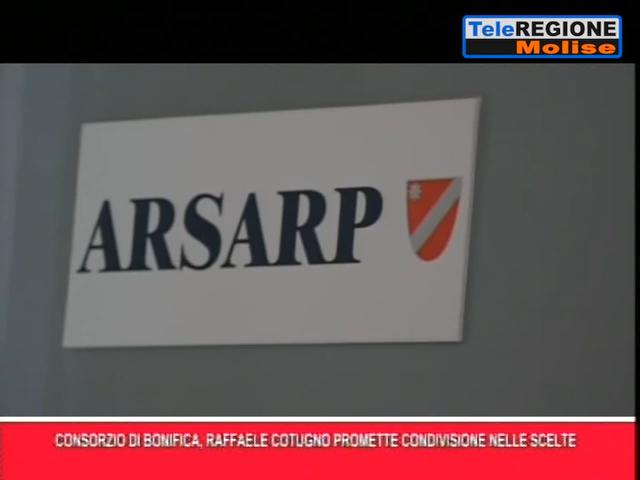 TeleREGIONE
Molise
ARSARP
CONSORZIO DI BONIFICA, RAFFAELE COTUGNO PROMETTE CONDIVISIONE NELLE SCELTE